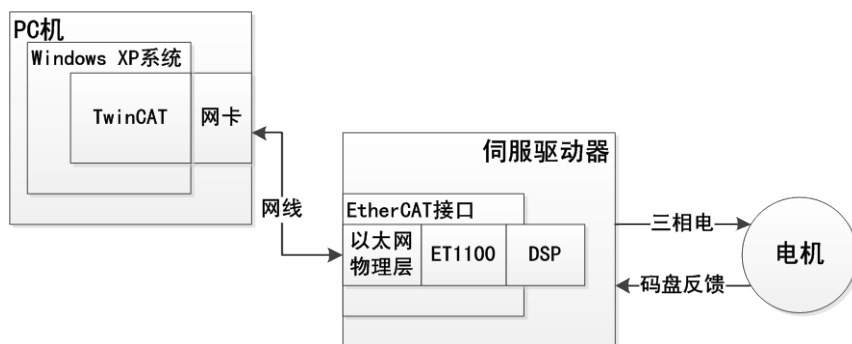 PC机
Windows XP系统
TwinCAT
网卡
网线
伺服驱动器
EtherCAT接口
以太网
物理层
ET1100
DSP
三相电
码盘反馈
电机